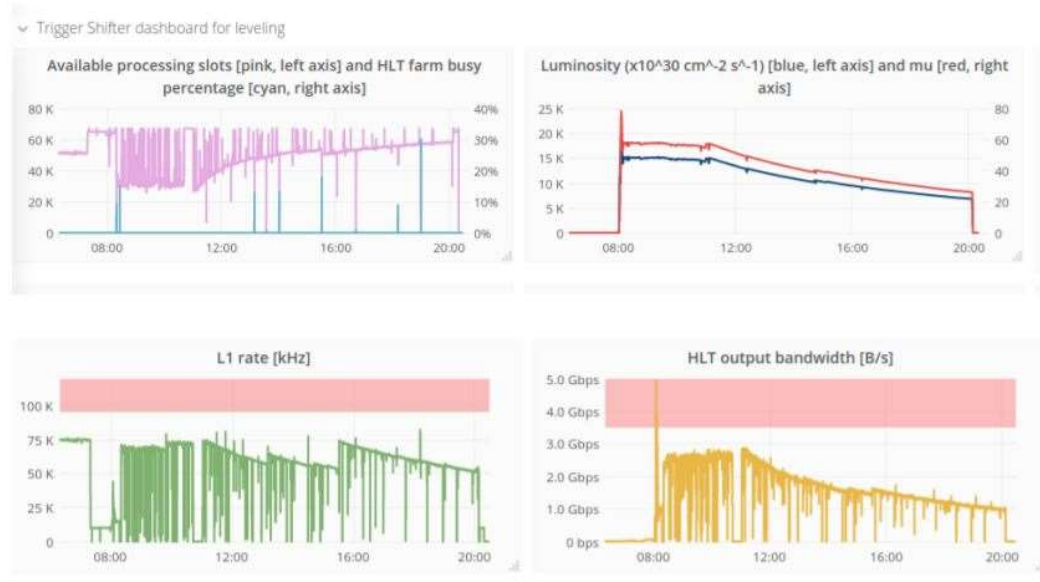 Trigger Shifter dashboard for leveling
Available processing slots [pink, left axis] and HLT farm busy
percentage [cyan, right axis]
80 K
60 K
40 K
20 K
0
40%
30%
20%
10%
0%
08:00 12:00 16:00 20:00
Luminosity (x10^30 cm^-2 s^-1) [blue, left axis] and mu [red, right
axis]
25 K
20 K
15 K
10 K
5 K
0
80
60
40
20
0
08:00 12:00 16:00 20:00
L1 rate [kHz]
100 K
75 K
50 K
25 K
0
08:00 12:00 16:00 20:00
HLT output bandwidth [B/s]
5.0 Gbps
4.0 Gbps
3.0 Gbps
2.0 Gbps
1.0 Gbps
0 bps
08:00 12:00 16:00 20:00